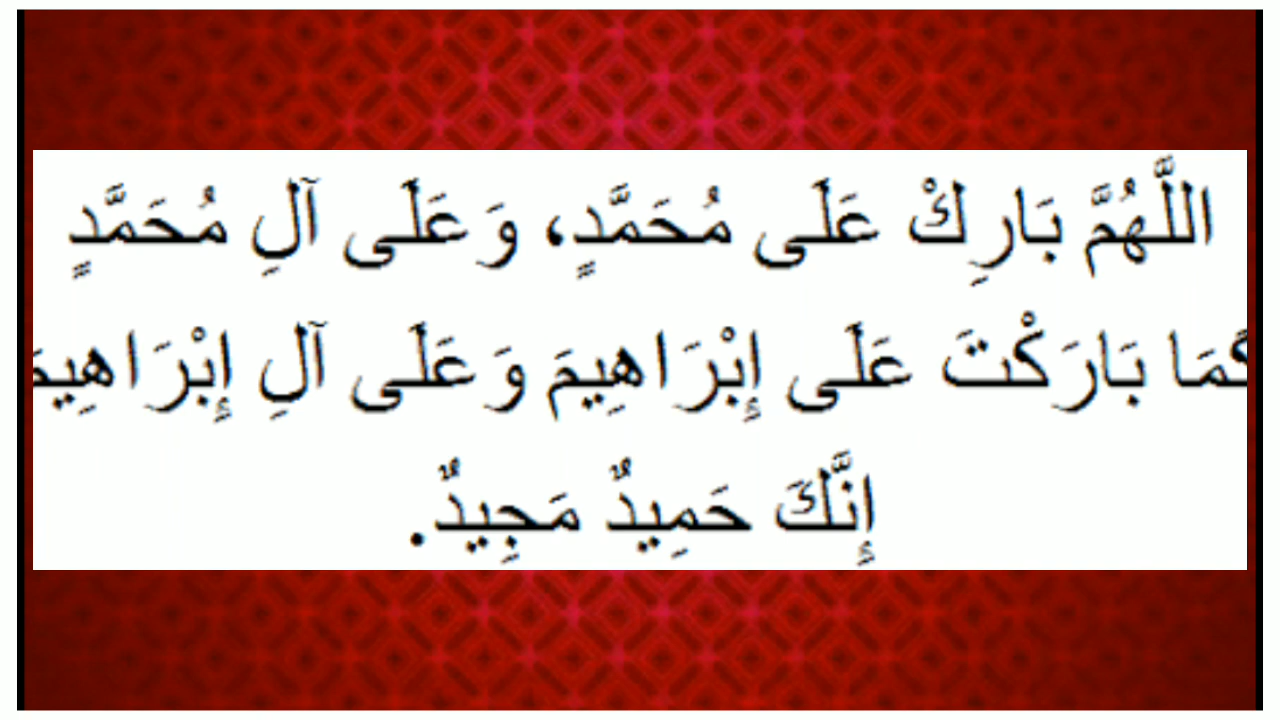 اللَّهُمَّ بَارِكْ عَلَى مُحَمَّدٍ، وَعَلَى آلِ مُحَمَّدٍ
كَمَا بَارَكْتَ عَلَى إِبْرَاهِيمَ وَعَلَى آلِ إِبْرَاهِيمَ
إِنَّكَ حَمِيدٌ مَجِيدٌ.